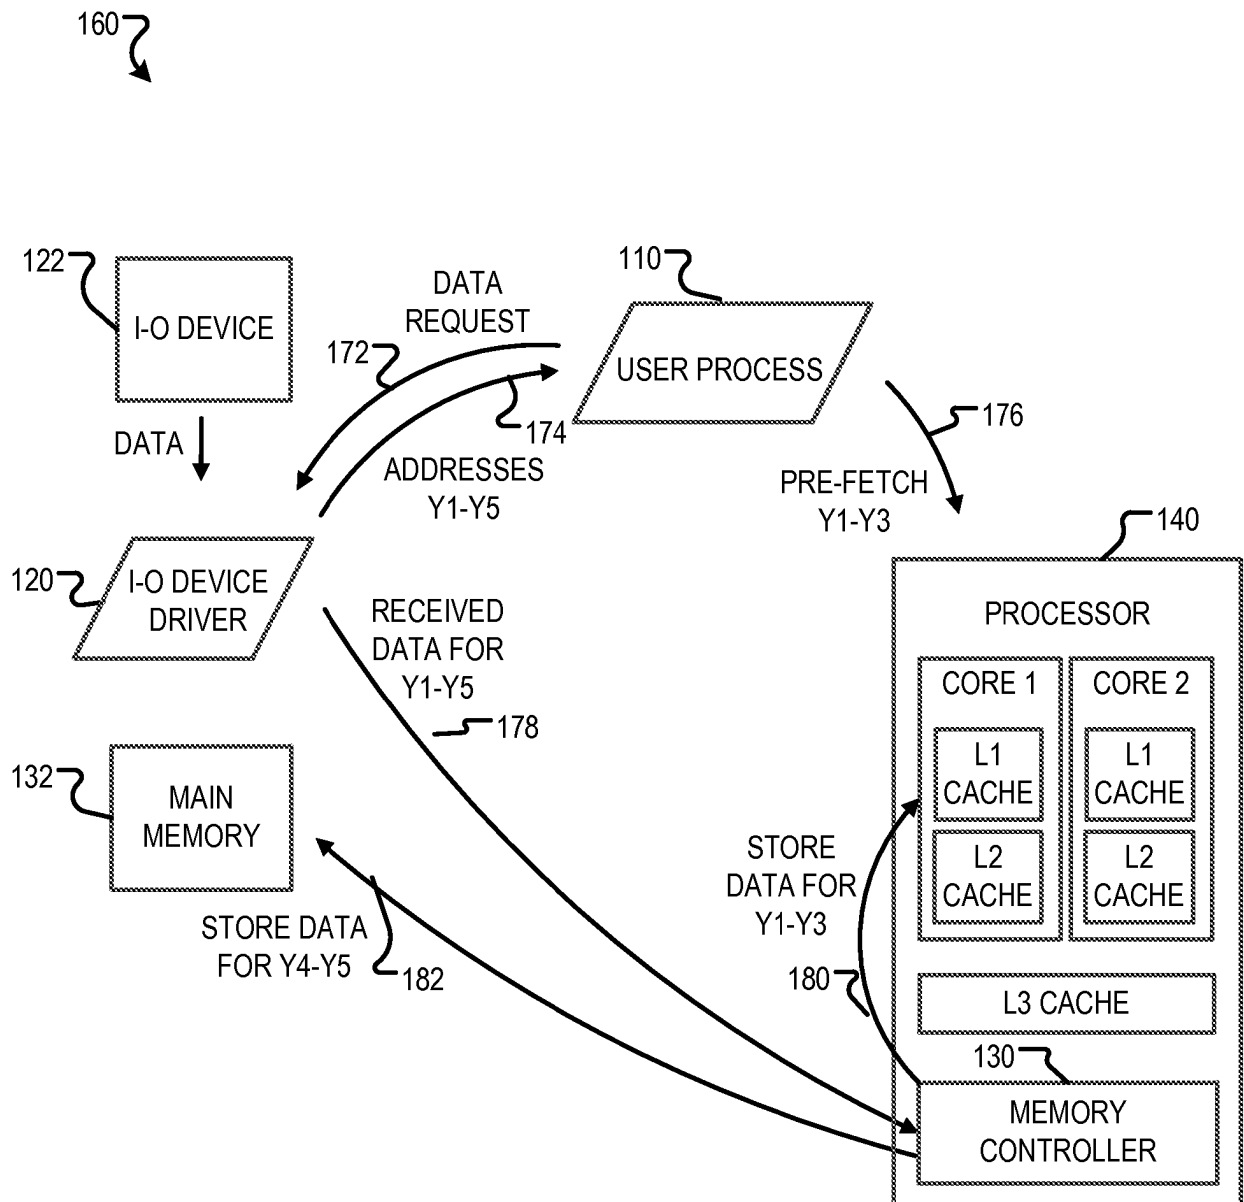 160
122
I-O DEVICE
DATA
DATA
REQUEST
172
174
ADDRESSES
Y1-Y5
110
USER PROCESS
176
PRE-FETCH
Y1-Y3
120
I-O DEVICE
DRIVER
RECEIVED
DATA FOR
Y1-Y5
178
132
MAIN
MEMORY
STORE DATA
FOR Y4-Y5
182
STORE
DATA FOR
Y1-Y3
180
140
PROCESSOR
CORE 1
L1
CACHE
L2
CACHE
CORE 2
L1
CACHE
L2
CACHE
L3 CACHE
130
MEMORY
CONTROLLER